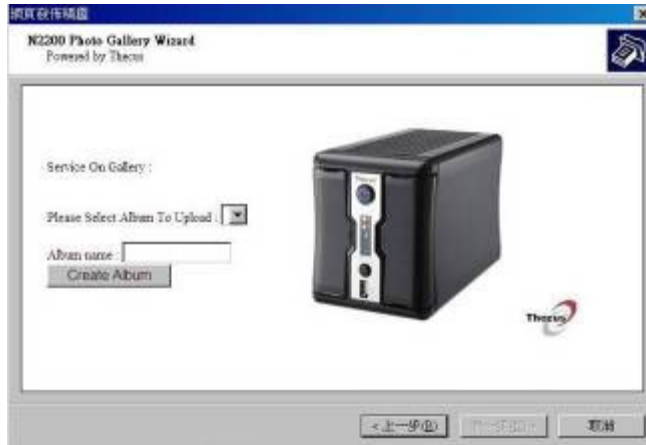 網頁發佈精靈
N2200 Photo Gallery Wizard
Powered by Thecus
Service On Gallery :
Please Select Album To Upload :
Album name :
Create Album
Thecus
Thecus
<上一步(B)
取消